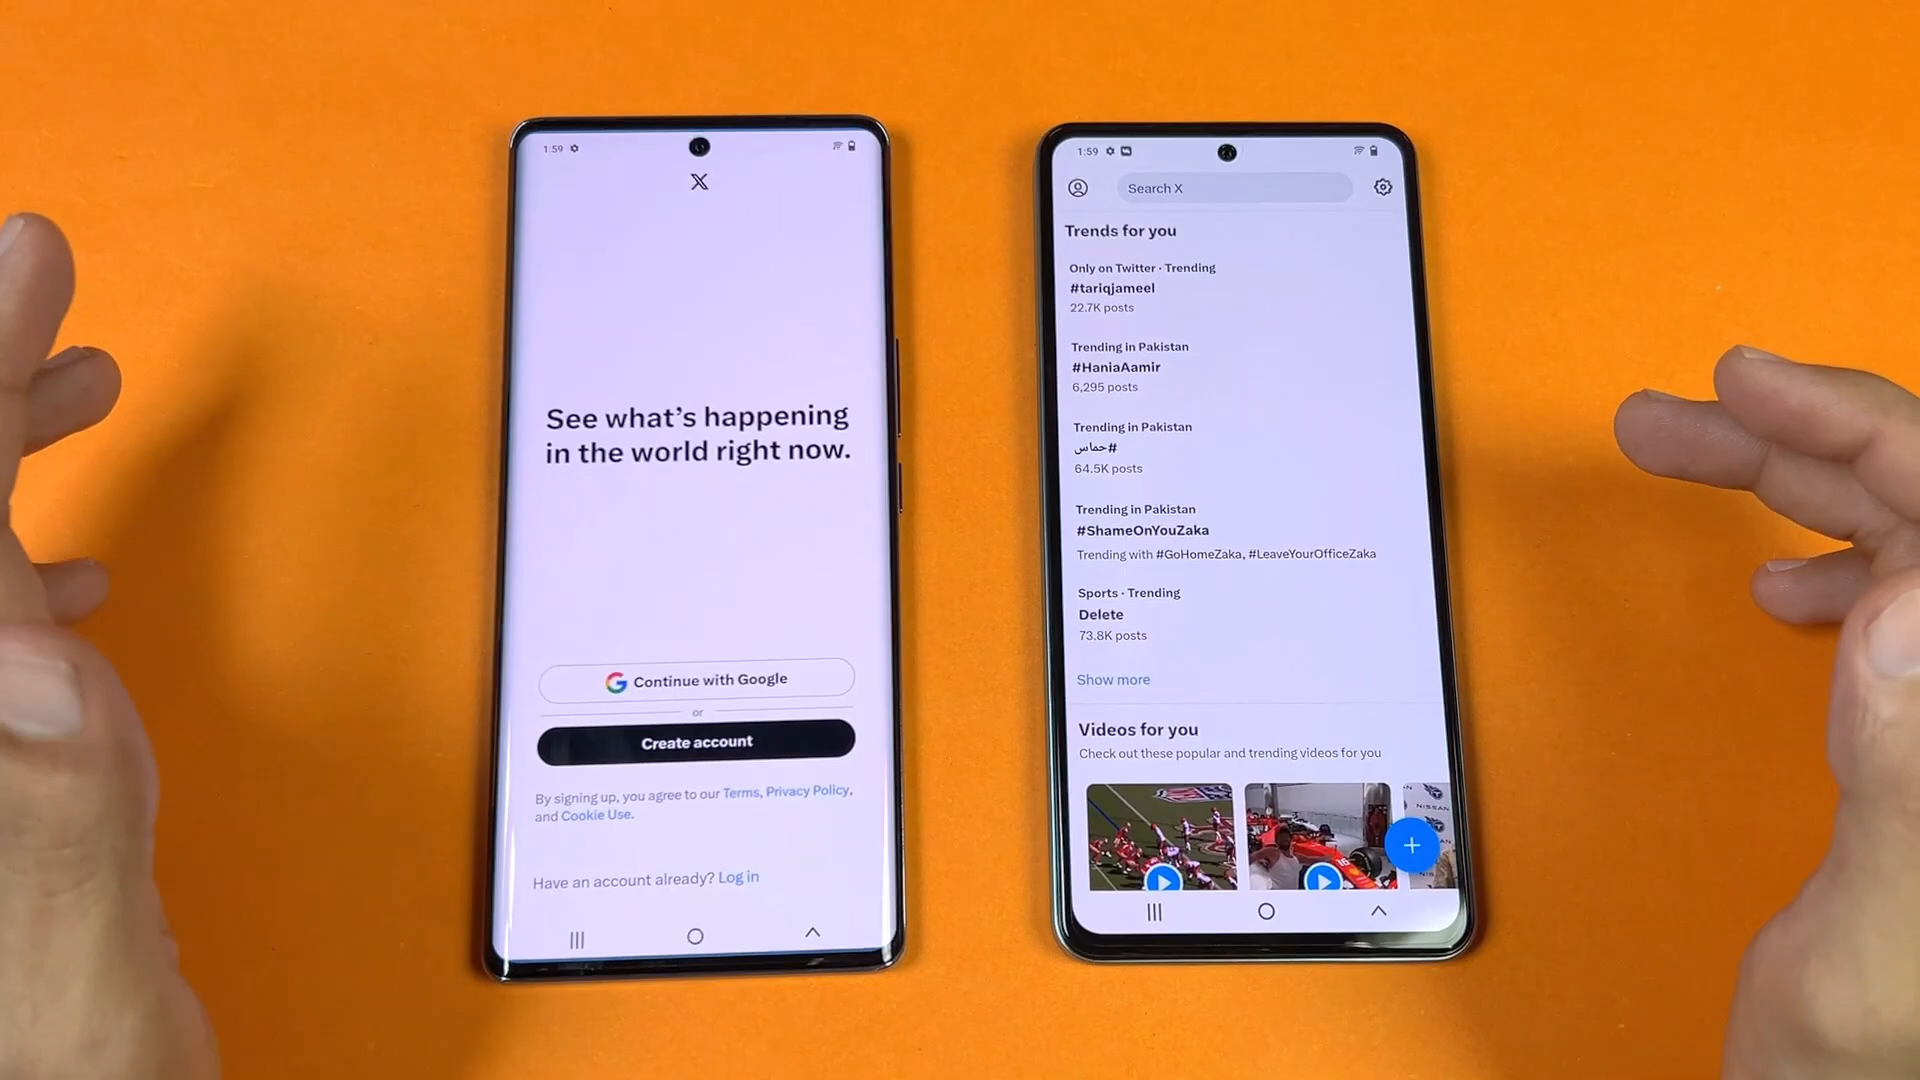 1:59
X
See what’s happening
in the world right now.
Continue with Google
or
Create account
By signing up, you agree to our Terms, Privacy Policy,
and Cookie Use.
Have an account already? Log in
1:59
Search X
Trends for you
Only on Twitter · Trending
#tariqjameel
22.7K posts
Trending in Pakistan
#HaniaAamir
6,295 posts
Trending in Pakistan
#حماس
64.5K posts
Trending in Pakistan
#ShameOnYouZaka
Trending with #GoHomeZaka, #LeaveYourOfficeZaka
Sports · Trending
Delete
73.8K posts
Show more
Videos for you
Check out these popular and trending videos for you
NISSAN
16